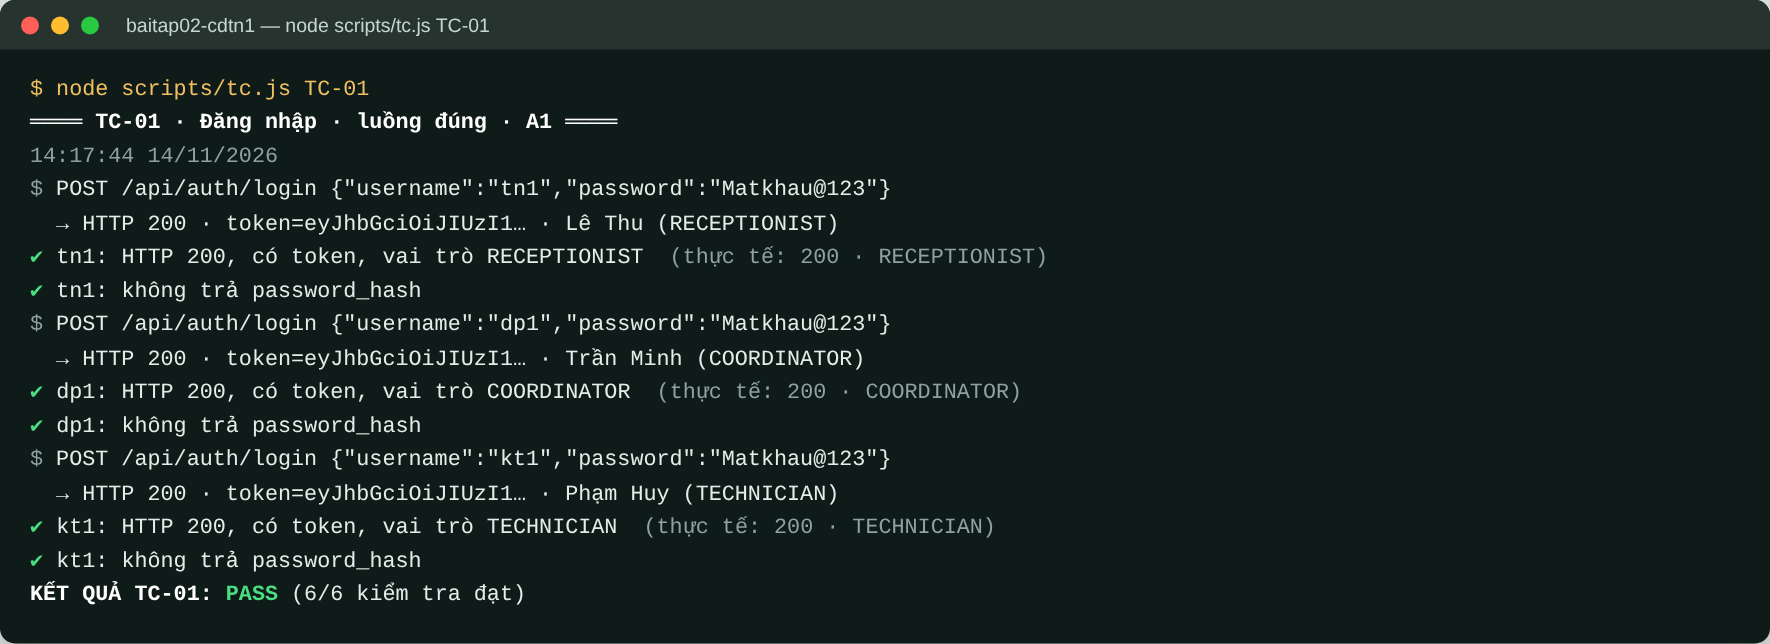 baitap02-cdtn1 — node scripts/tc.js TC-01
$ node scripts/tc.js TC-01
════ TC-01 · Đăng nhập · luồng đúng · A1 ════
14:17:44 14/11/2026
$ POST /api/auth/login {"username":"tn1","password":"Matkhau@123"}
→ HTTP 200 · token=eyJhbGciOiJIUzI1… · Lê Thu (RECEPTIONIST)
✔ tn1: HTTP 200, có token, vai trò RECEPTIONIST (thực tế: 200 · RECEPTIONIST)
✔ tn1: không trả password_hash
$ POST /api/auth/login {"username":"dp1","password":"Matkhau@123"}
→ HTTP 200 · token=eyJhbGciOiJIUzI1… · Trần Minh (COORDINATOR)
✔ dp1: HTTP 200, có token, vai trò COORDINATOR (thực tế: 200 · COORDINATOR)
✔ dp1: không trả password_hash
$ POST /api/auth/login {"username":"kt1","password":"Matkhau@123"}
→ HTTP 200 · token=eyJhbGciOiJIUzI1… · Phạm Huy (TECHNICIAN)
✔ kt1: HTTP 200, có token, vai trò TECHNICIAN (thực tế: 200 · TECHNICIAN)
✔ kt1: không trả password_hash
KẾT QUẢ TC-01: PASS (6/6 kiểm tra đạt)